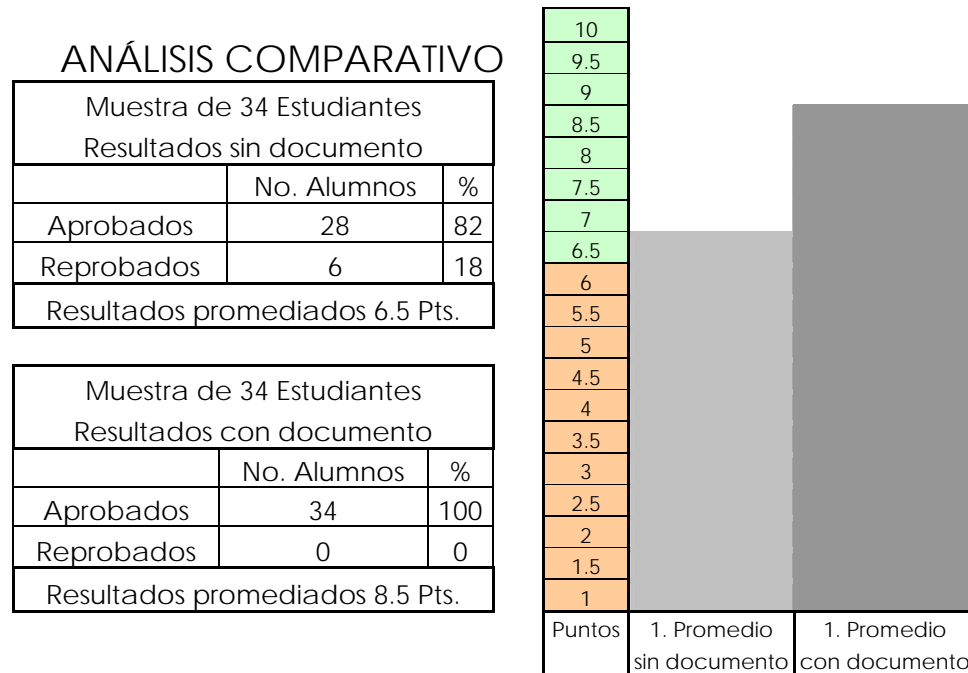 ANÁLISIS COMPARATIVO
Muestra de 34 Estudiantes
Resultados sin documento
No. Alumnos %
Aprobados 28 82
Reprobados 6 18
Resultados promediados 6.5 Pts.
Muestra de 34 Estudiantes
Resultados con documento
No. Alumnos %
Aprobados 34 100
Reprobados 0 0
Resultados promediados 8.5 Pts.
10
9.5
9
8.5
8
7.5
7
6.5
6
5.5
5
4.5
4
3.5
3
2.5
2
1.5
1
Puntos 1. Promedio 1. Promedio
sin documento con documento